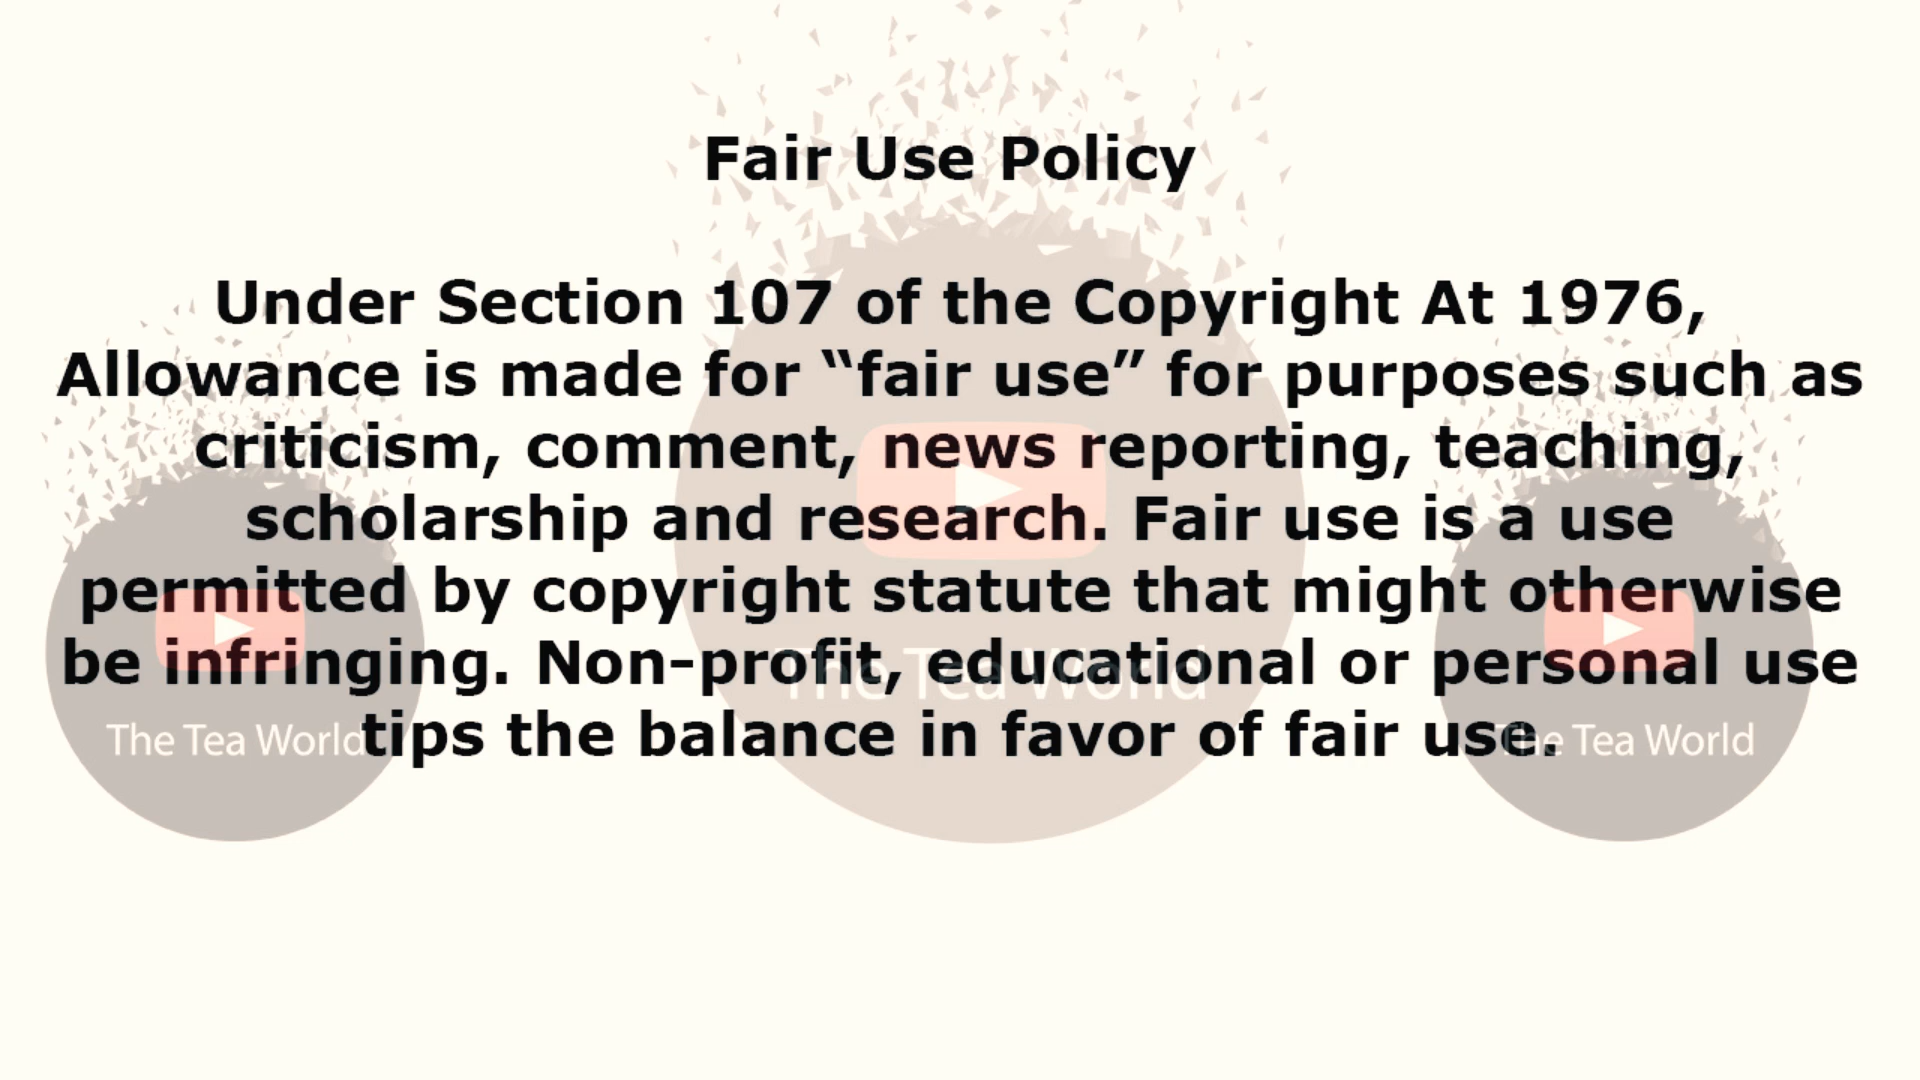 Fair Use Policy
Under Section 107 of the Copyright At 1976,
Allowance is made for “fair use” for purposes such as
criticism, comment, news reporting, teaching,
scholarship and research. Fair use is a use
permitted by copyright statute that might otherwise
be infringing. Non-profit, educational or personal use
tips the balance in favor of fair use.
The Tea World
The Tea World
The Tea World